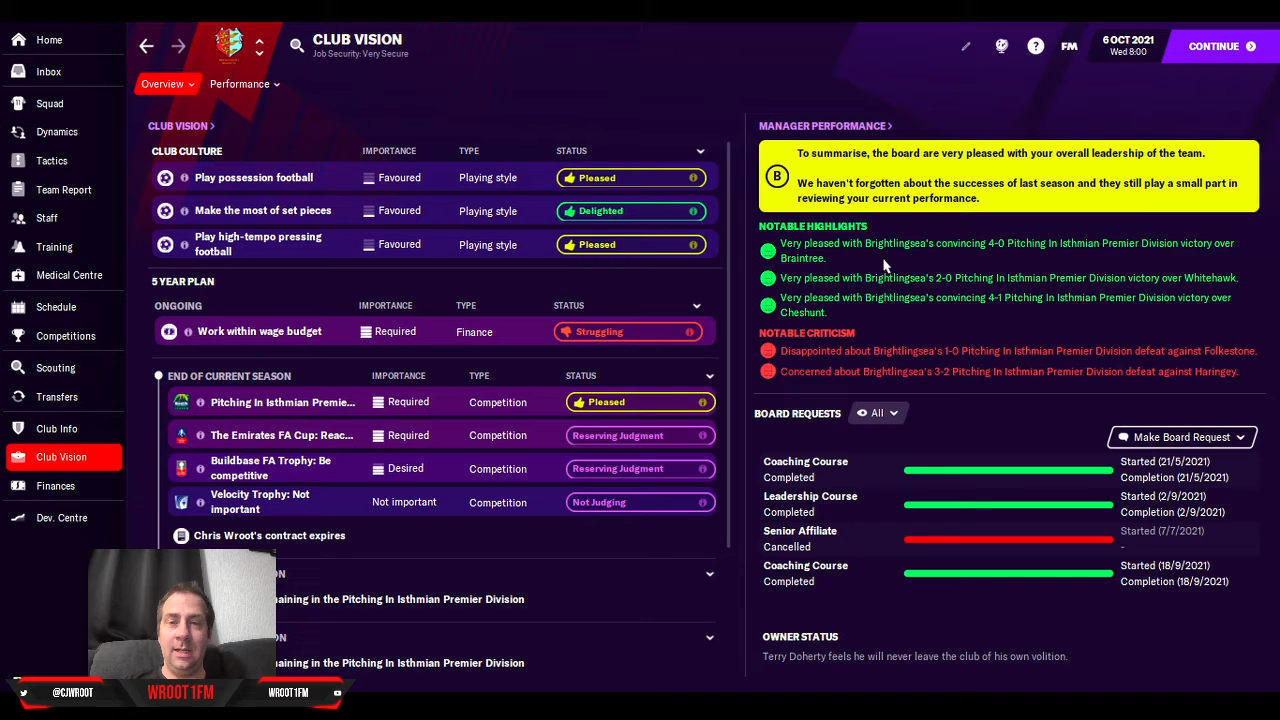 Home
Inbox
Squad
Dynamics
Tactics
Team Report
Staff
Training
Medical Centre
Schedule
Competitions
Scouting
Transfers
Club Info
Club Vision
Finances
Dev. Centre
CLUB VISION
Job Security: Very Secure
FM
6 OCT 2021
Wed 8:00
CONTINUE
Overview
Performance
CLUB VISION >
CLUB CULTURE IMPORTANCE TYPE STATUS
Play possession football Favoured Playing style Pleased
Make the most of set pieces Favoured Playing style Delighted
Play high-tempo pressing
football Favoured Playing style Pleased
5 YEAR PLAN
ONGOING IMPORTANCE TYPE STATUS
Work within wage budget Required Finance Struggling
END OF CURRENT SEASON IMPORTANCE TYPE STATUS
Pitching In Isthmian Premie... Required Competition Pleased
The Emirates FA Cup: Reac... Required Competition Reserving Judgment
Buildbase FA Trophy: Be
competitive Desired Competition Reserving Judgment
Velocity Trophy: Not
important Not important Competition Not Judging
Chris Wroot's contract expires
ON
aining in the Pitching In Isthmian Premier Division
ON
aining in the Pitching In Isthmian Premier Division
@CJWROOT
WROOT1FM
WROOT1FM
MANAGER PERFORMANCE >
B
To summarise, the board are very pleased with your overall leadership of the team.
We haven't forgotten about the successes of last season and they still play a small part in
reviewing your current performance.
NOTABLE HIGHLIGHTS
Very pleased with Brightlingsea's convincing 4-0 Pitching In Isthmian Premier Division victory over
Braintree.
Very pleased with Brightlingsea's 2-0 Pitching In Isthmian Premier Division victory over Whitehawk.
Very pleased with Brightlingsea's convincing 4-1 Pitching In Isthmian Premier Division victory over
Cheshunt.
NOTABLE CRITICISM
Disappointed about Brightlingsea's 1-0 Pitching In Isthmian Premier Division defeat against Folkestone.
Concerned about Brightlingsea's 3-2 Pitching In Isthmian Premier Division defeat against Haringey.
BOARD REQUESTS All
Make Board Request
Coaching Course Started (21/5/2021)
Completed Completion (21/5/2021)
Leadership Course Started (2/9/2021)
Completed Completion (2/9/2021)
Senior Affiliate Started (7/7/2021)
Cancelled -
Coaching Course Started (18/9/2021)
Completed Completion (18/9/2021)
OWNER STATUS
Terry Doherty feels he will never leave the club of his own volition.